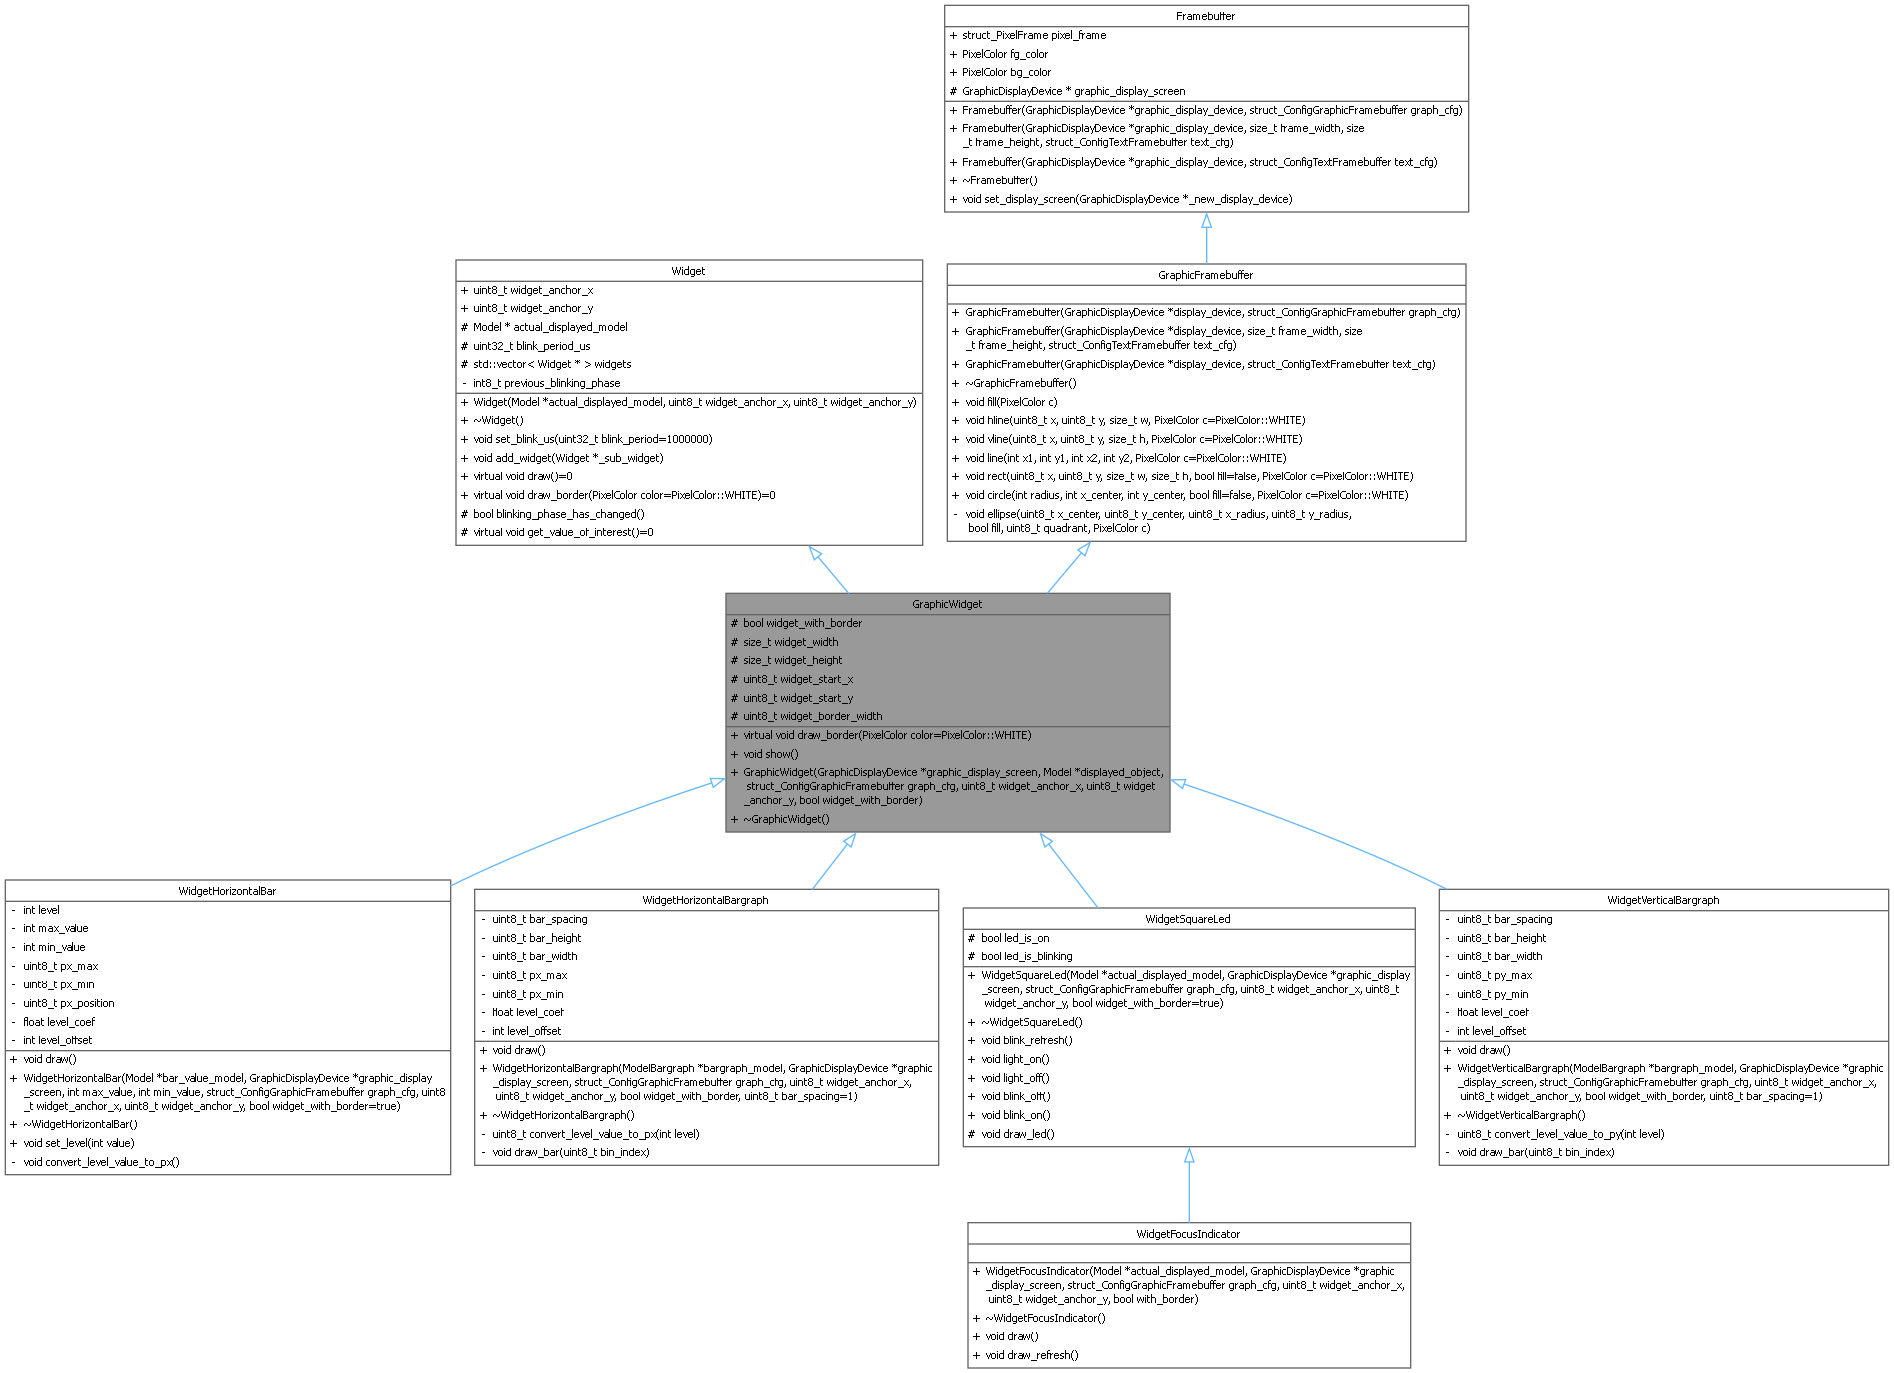 Framebuffer
+ struct_PixelFrame pixel_frame
+ PixelColor fg_color
+ PixelColor bg_color
# GraphicDisplayDevice * graphic_display_screen
+ Framebuffer(GraphicDisplayDevice *graphic_display_device, struct_ConfigGraphicFramebuffer graph_cfg)
+ Framebuffer(GraphicDisplayDevice *graphic_display_device, size_t frame_width, size
_t frame_height, struct_ConfigTextFramebuffer text_cfg)
+ Framebuffer(GraphicDisplayDevice *graphic_display_device, struct_ConfigTextFramebuffer text_cfg)
+ ~Framebuffer()
+ void set_display_screen(GraphicDisplayDevice *_new_display_device)
Widget
+ uint8_t widget_anchor_x
+ uint8_t widget_anchor_y
# Model * actual_displayed_model
# uint32_t blink_period_us
# std::vector< Widget * > widgets
- int8_t previous_blinking_phase
+ Widget(Model *actual_displayed_model, uint8_t widget_anchor_x, uint8_t widget_anchor_y)
+ ~Widget()
+ void set_blink_us(uint32_t blink_period=1000000)
+ void add_widget(Widget *_sub_widget)
+ virtual void draw()=0
+ virtual void draw_border(PixelColor color=PixelColor::WHITE)=0
# bool blinking_phase_has_changed()
# virtual void get_value_of_interest()=0
GraphicFramebuffer
+ GraphicFramebuffer(GraphicDisplayDevice *display_device, struct_ConfigGraphicFramebuffer graph_cfg)
+ GraphicFramebuffer(GraphicDisplayDevice *display_device, size_t frame_width, size
_t frame_height, struct_ConfigTextFramebuffer text_cfg)
+ GraphicFramebuffer(GraphicDisplayDevice *display_device, struct_ConfigTextFramebuffer text_cfg)
+ ~GraphicFramebuffer()
+ void fill(PixelColor c)
+ void hline(uint8_t x, uint8_t y, size_t w, PixelColor c=PixelColor::WHITE)
+ void vline(uint8_t x, uint8_t y, size_t h, PixelColor c=PixelColor::WHITE)
+ void line(int x1, int y1, int x2, int y2, PixelColor c=PixelColor::WHITE)
+ void rect(uint8_t x, uint8_t y, size_t w, size_t h, bool fill=false, PixelColor c=PixelColor::WHITE)
+ void circle(int radius, int x_center, int y_center, bool fill=false, PixelColor c=PixelColor::WHITE)
- void ellipse(uint8_t x_center, uint8_t y_center, uint8_t x_radius, uint8_t y_radius,
bool fill, uint8_t quadrant, PixelColor c)
GraphicWidget
# bool widget_with_border
# size_t widget_width
# size_t widget_height
# uint8_t widget_start_x
# uint8_t widget_start_y
# uint8_t widget_border_width
+ virtual void draw_border(PixelColor color=PixelColor::WHITE)
+ void show()
+ GraphicWidget(GraphicDisplayDevice *graphic_display_screen, Model *displayed_object,
struct_ConfigGraphicFramebuffer graph_cfg, uint8_t widget_anchor_x, uint8_t widget
_anchor_y, bool widget_with_border)
+ ~GraphicWidget()
WidgetHorizontalBar
- int level
- int max_value
- int min_value
- uint8_t px_max
- uint8_t px_min
- uint8_t px_position
- float level_coef
- int level_offset
+ void draw()
+ WidgetHorizontalBar(Model *bar_value_model, GraphicDisplayDevice *graphic_display
_screen, int max_value, int min_value, struct_ConfigGraphicFramebuffer graph_cfg, uint8
_t widget_anchor_x, uint8_t widget_anchor_y, bool widget_with_border=true)
+ ~WidgetHorizontalBar()
+ void set_level(int value)
- void convert_level_value_to_px()
WidgetHorizontalBargraph
- uint8_t bar_spacing
- uint8_t bar_height
- uint8_t bar_width
- uint8_t px_max
- uint8_t px_min
- float level_coef
- int level_offset
+ void draw()
+ WidgetHorizontalBargraph(ModelBargraph *bargraph_model, GraphicDisplayDevice *graphic
_display_screen, struct_ConfigGraphicFramebuffer graph_cfg, uint8_t widget_anchor_x,
uint8_t widget_anchor_y, bool widget_with_border, uint8_t bar_spacing=1)
+ ~WidgetHorizontalBargraph()
- uint8_t convert_level_value_to_px(int level)
- void draw_bar(uint8_t bin_index)
WidgetSquareLed
# bool led_is_on
# bool led_is_blinking
+ WidgetSquareLed(Model *actual_displayed_model, GraphicDisplayDevice *graphic_display
_screen, struct_ConfigGraphicFramebuffer graph_cfg, uint8_t widget_anchor_x, uint8_t
widget_anchor_y, bool widget_with_border=true)
+ ~WidgetSquareLed()
+ void blink_refresh()
+ void light_on()
+ void light_off()
+ void blink_off()
+ void blink_on()
# void draw_led()
WidgetVerticalBargraph
- uint8_t bar_spacing
- uint8_t bar_height
- uint8_t bar_width
- uint8_t py_max
- uint8_t py_min
- float level_coef
- int level_offset
+ void draw()
+ WidgetVerticalBargraph(ModelBargraph *bargraph_model, GraphicDisplayDevice *graphic
_display_screen, struct_ConfigGraphicFramebuffer graph_cfg, uint8_t widget_anchor_x,
uint8_t widget_anchor_y, bool widget_with_border, uint8_t bar_spacing=1)
+ ~WidgetVerticalBargraph()
- uint8_t convert_level_value_to_py(int level)
- void draw_bar(uint8_t bin_index)
WidgetFocusIndicator
+ WidgetFocusIndicator(Model *actual_displayed_model, GraphicDisplayDevice *graphic
_display_screen, struct_ConfigGraphicFramebuffer graph_cfg, uint8_t widget_anchor_x,
uint8_t widget_anchor_y, bool with_border)
+ ~WidgetFocusIndicator()
+ void draw()
+ void draw_refresh()